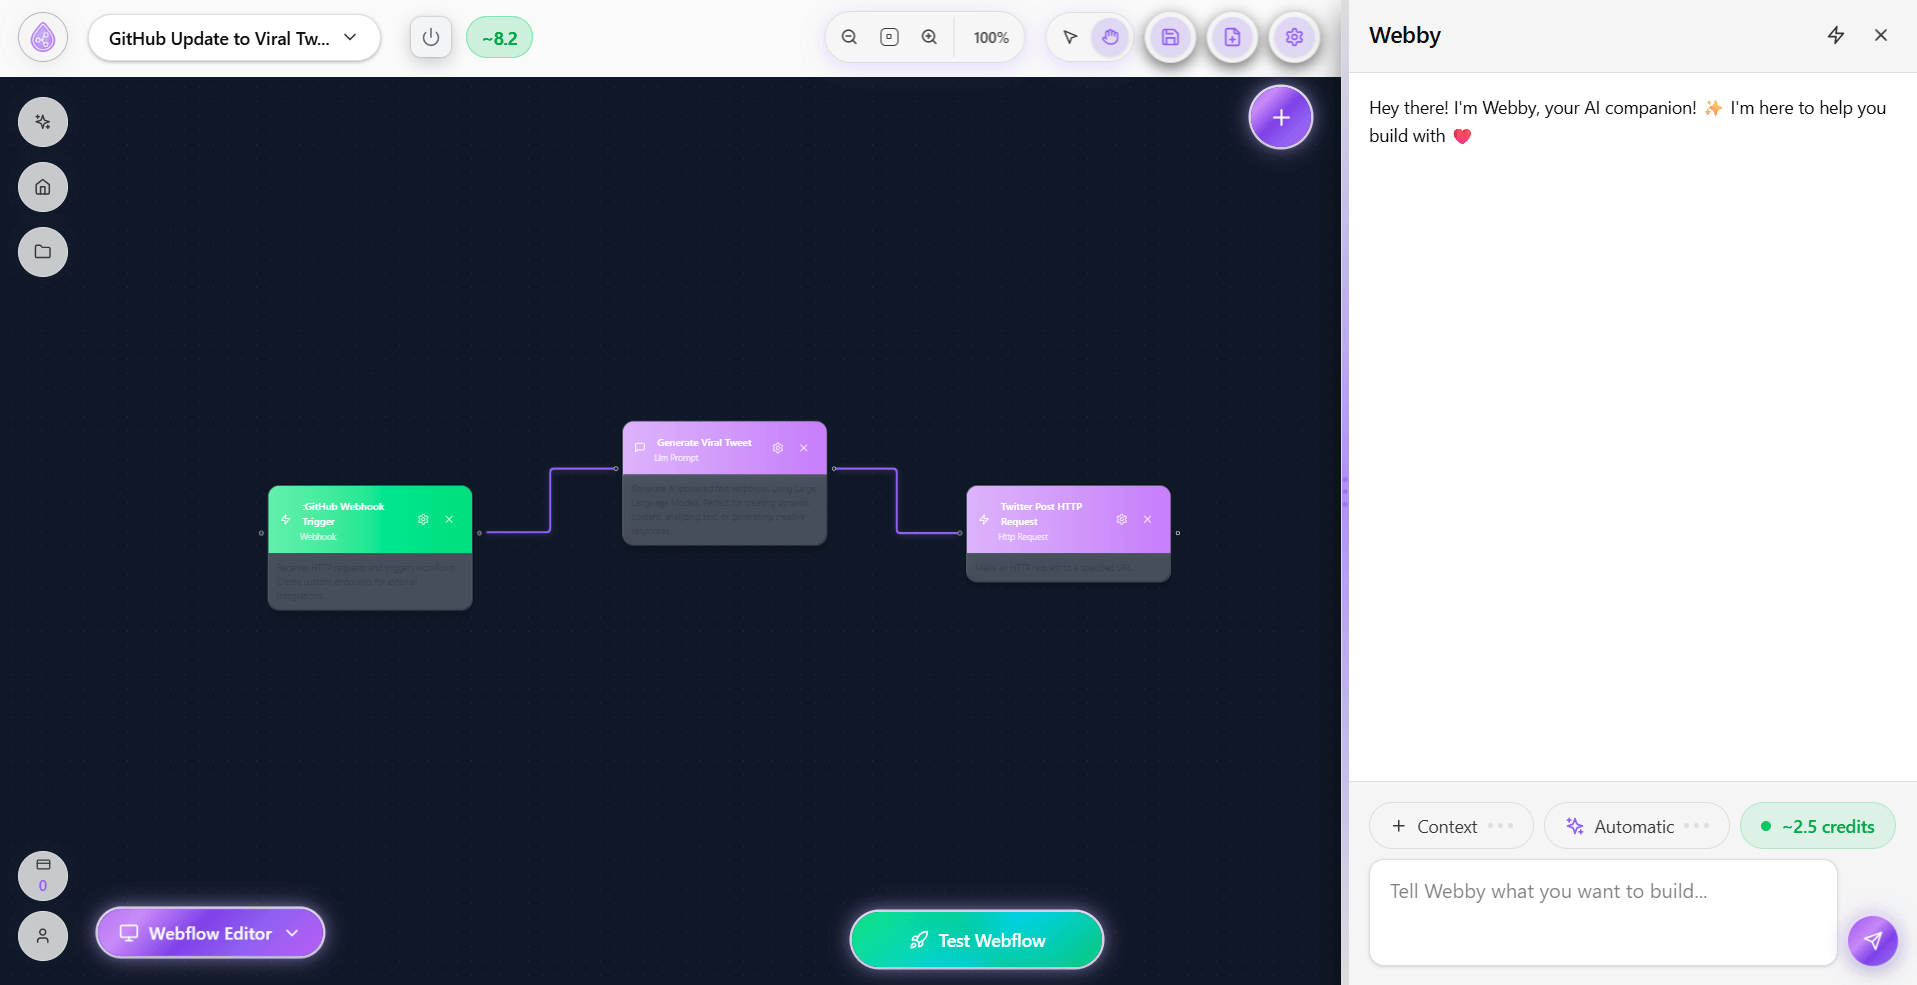 GitHub Update to Viral Tw...
~8.2
100%
Webby
Hey there! I'm Webby, your AI companion! ✨ I'm here to help you
build with ❤️
Generate Viral Tweet
Llm Prompt
Generate AI-powered text responses using Large
Language Models. Perfect for creating dynamic
content, analyzing text, or generating creative
responses.
:GitHub Webhook
Trigger
Webhook
Receives HTTP requests and triggers workflows.
Create custom endpoints for external
integrations.
Twitter Post HTTP
Request
Http Request
Make an HTTP request to a specified URL.
0
Webflow Editor
Test Webflow
Context
Automatic
~2.5 credits
Tell Webby what you want to build...